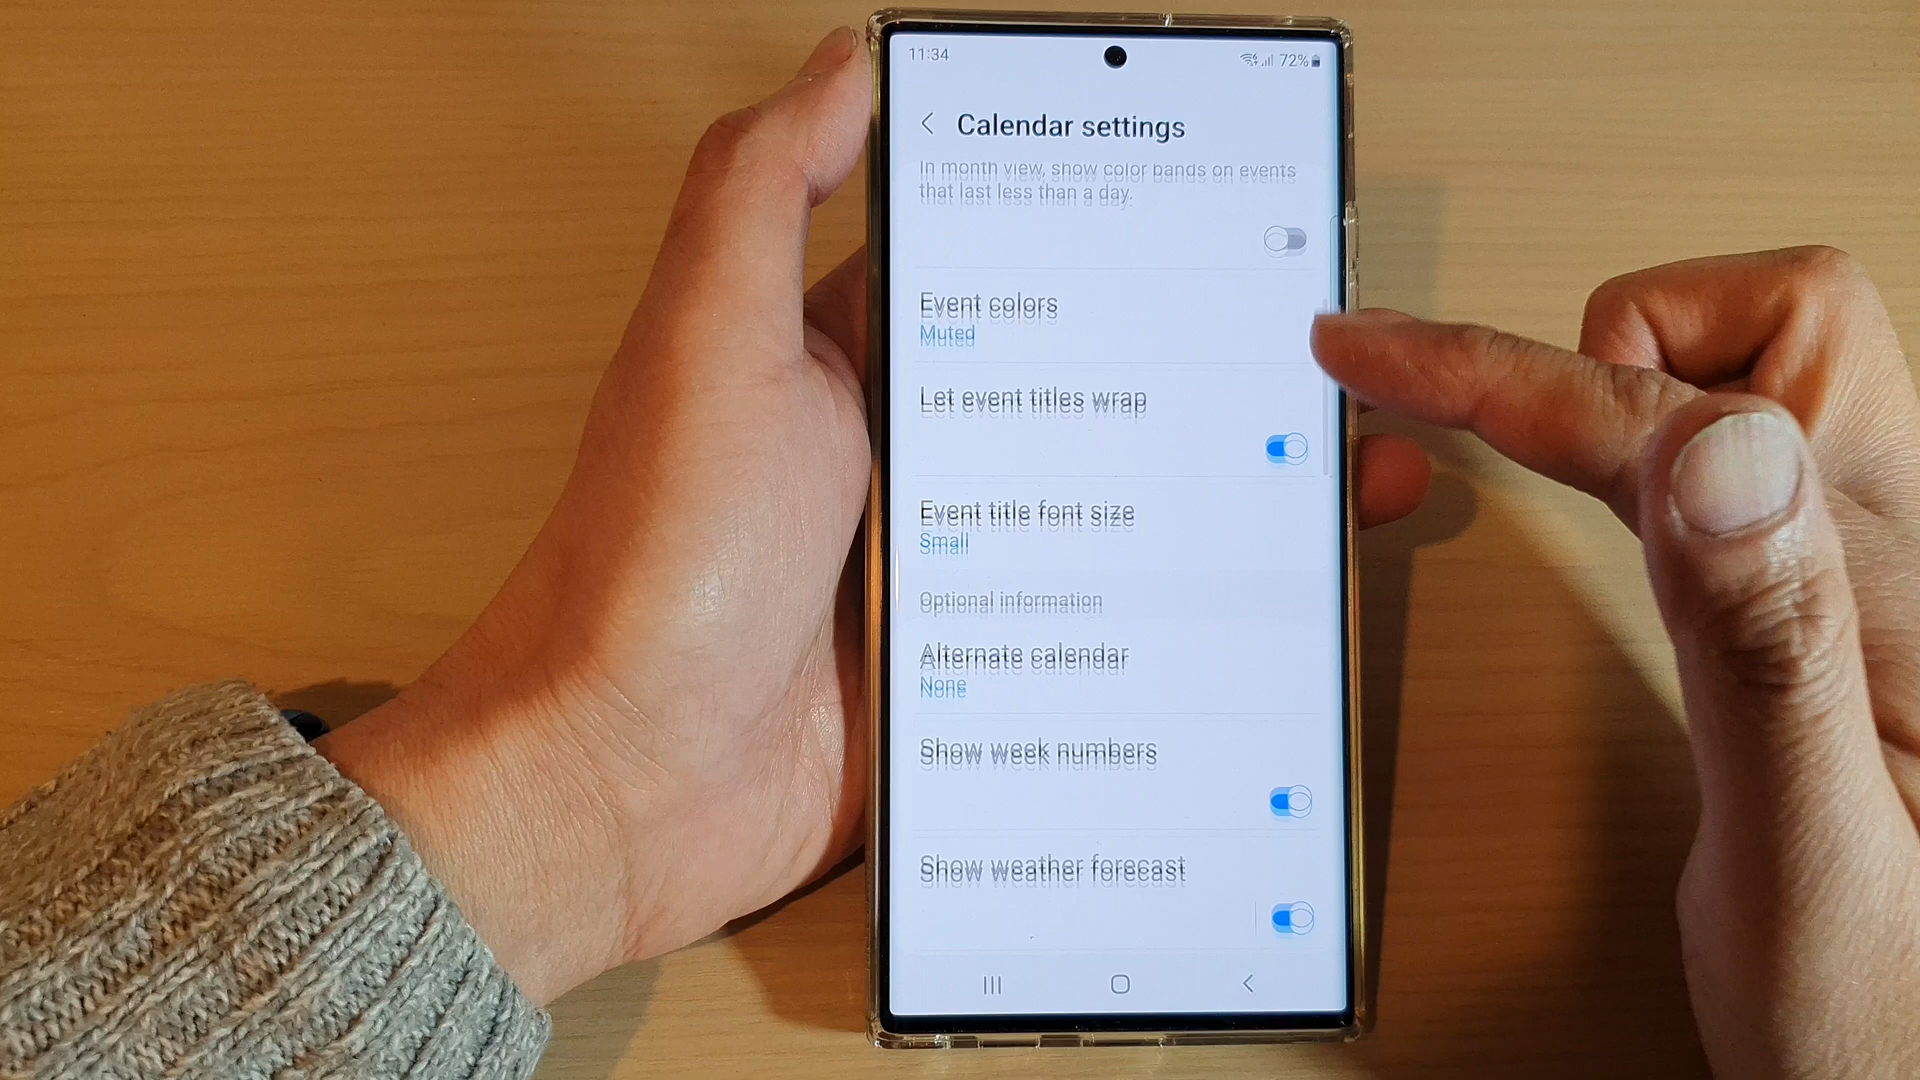 11:34
72%
Calendar settings
In month view, show color bands on events
that last less than a day.
Event colors
Muted
Let event titles wrap
Event title font size
Small
Optional information
Alternate calendar
None
Show week numbers
Show weather forecast